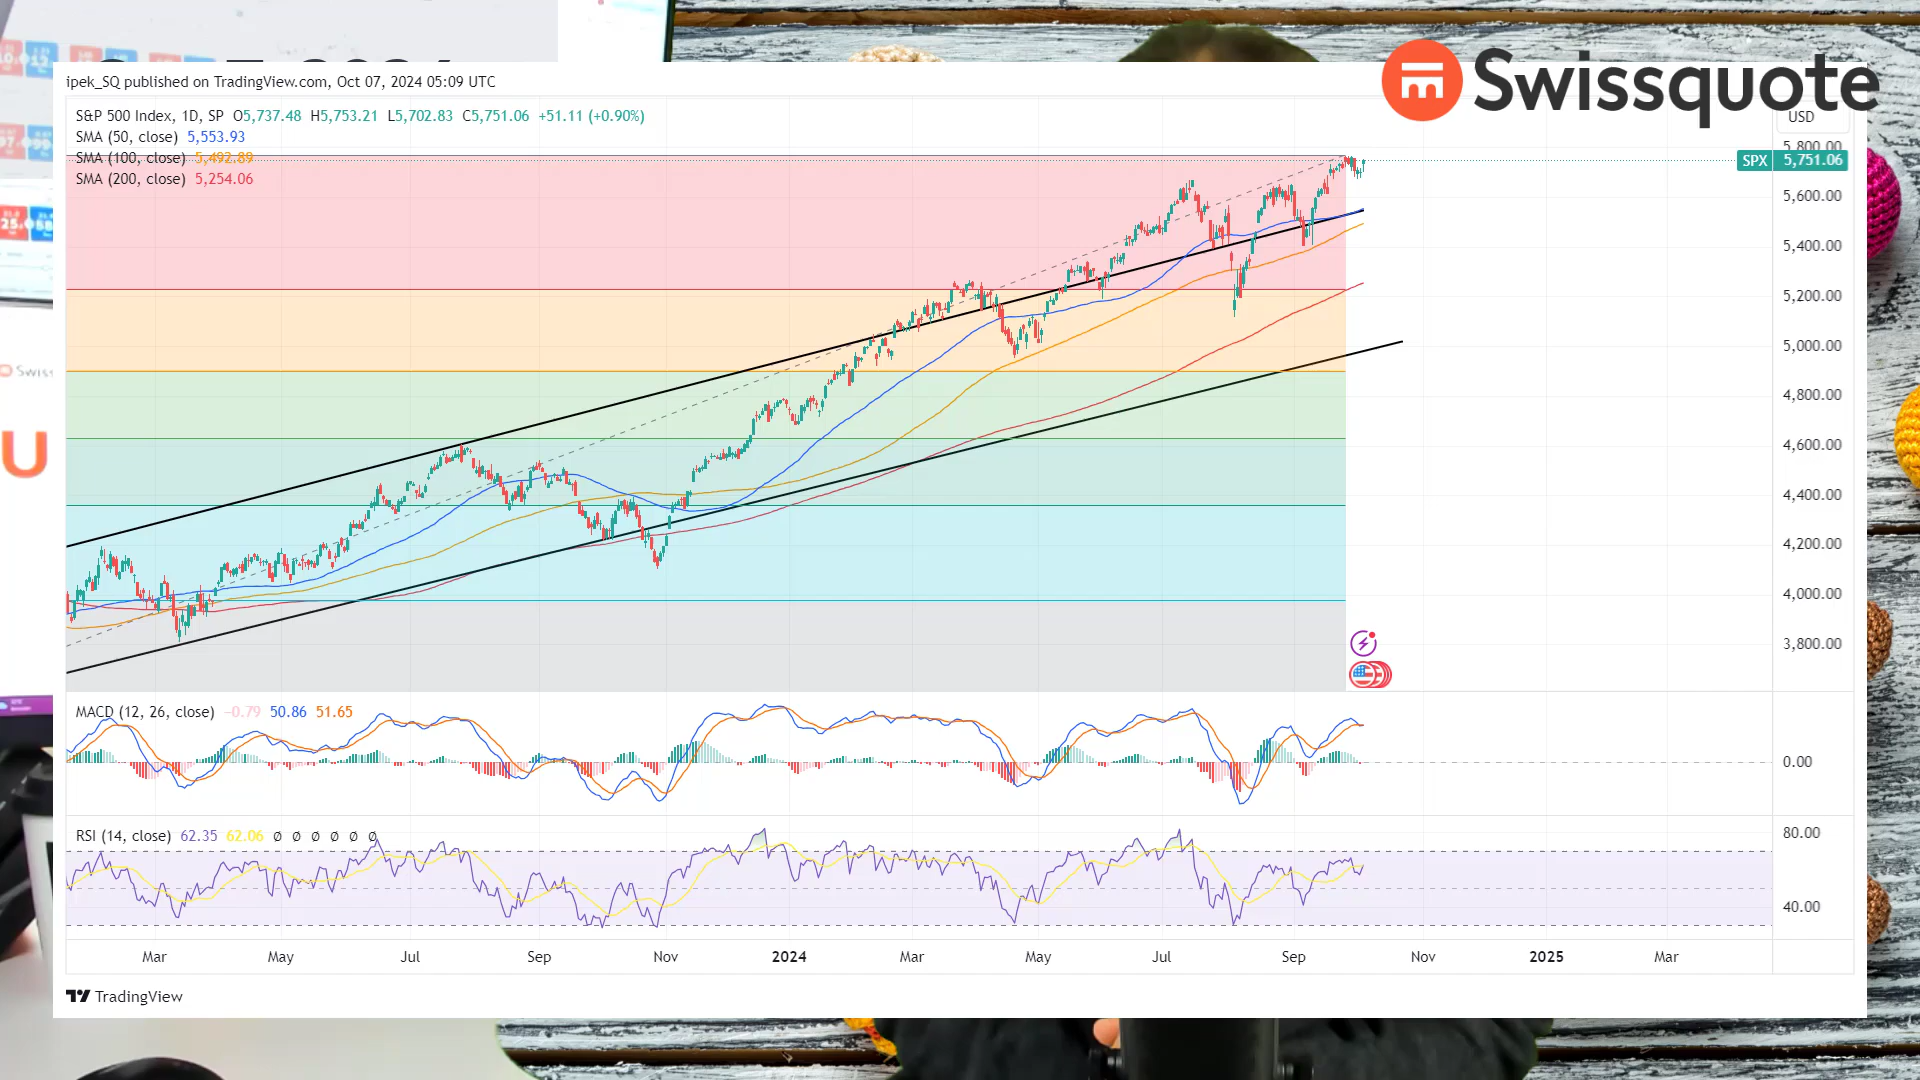 Swissquote
ipek_SQ published on TradingView.com, Oct 07, 2024 05:09 UTC
S&P 500 Index, 1D, SP O5,737.48 H5,753.21 L5,702.83 C5,751.06 +51.11 (+0.90%)
USD
SMA (50, close) 5,553.93
SMA (100, close) 5,492.89
SMA (200, close) 5,254.06
5,800.00
SPX 5,751.06
5,600.00
5,400.00
5,200.00
5,000.00
4,800.00
4,600.00
4,400.00
4,200.00
4,000.00
3,800.00
MACD (12, 26, close) −0.79 50.86 51.65
0.00
RSI (14, close) 62.35 62.06 ∅ ∅ ∅ ∅ ∅ ∅
80.00
40.00
Mar May Jul Sep Nov 2024 Mar May Jul Sep Nov 2025 Mar
TradingView
U